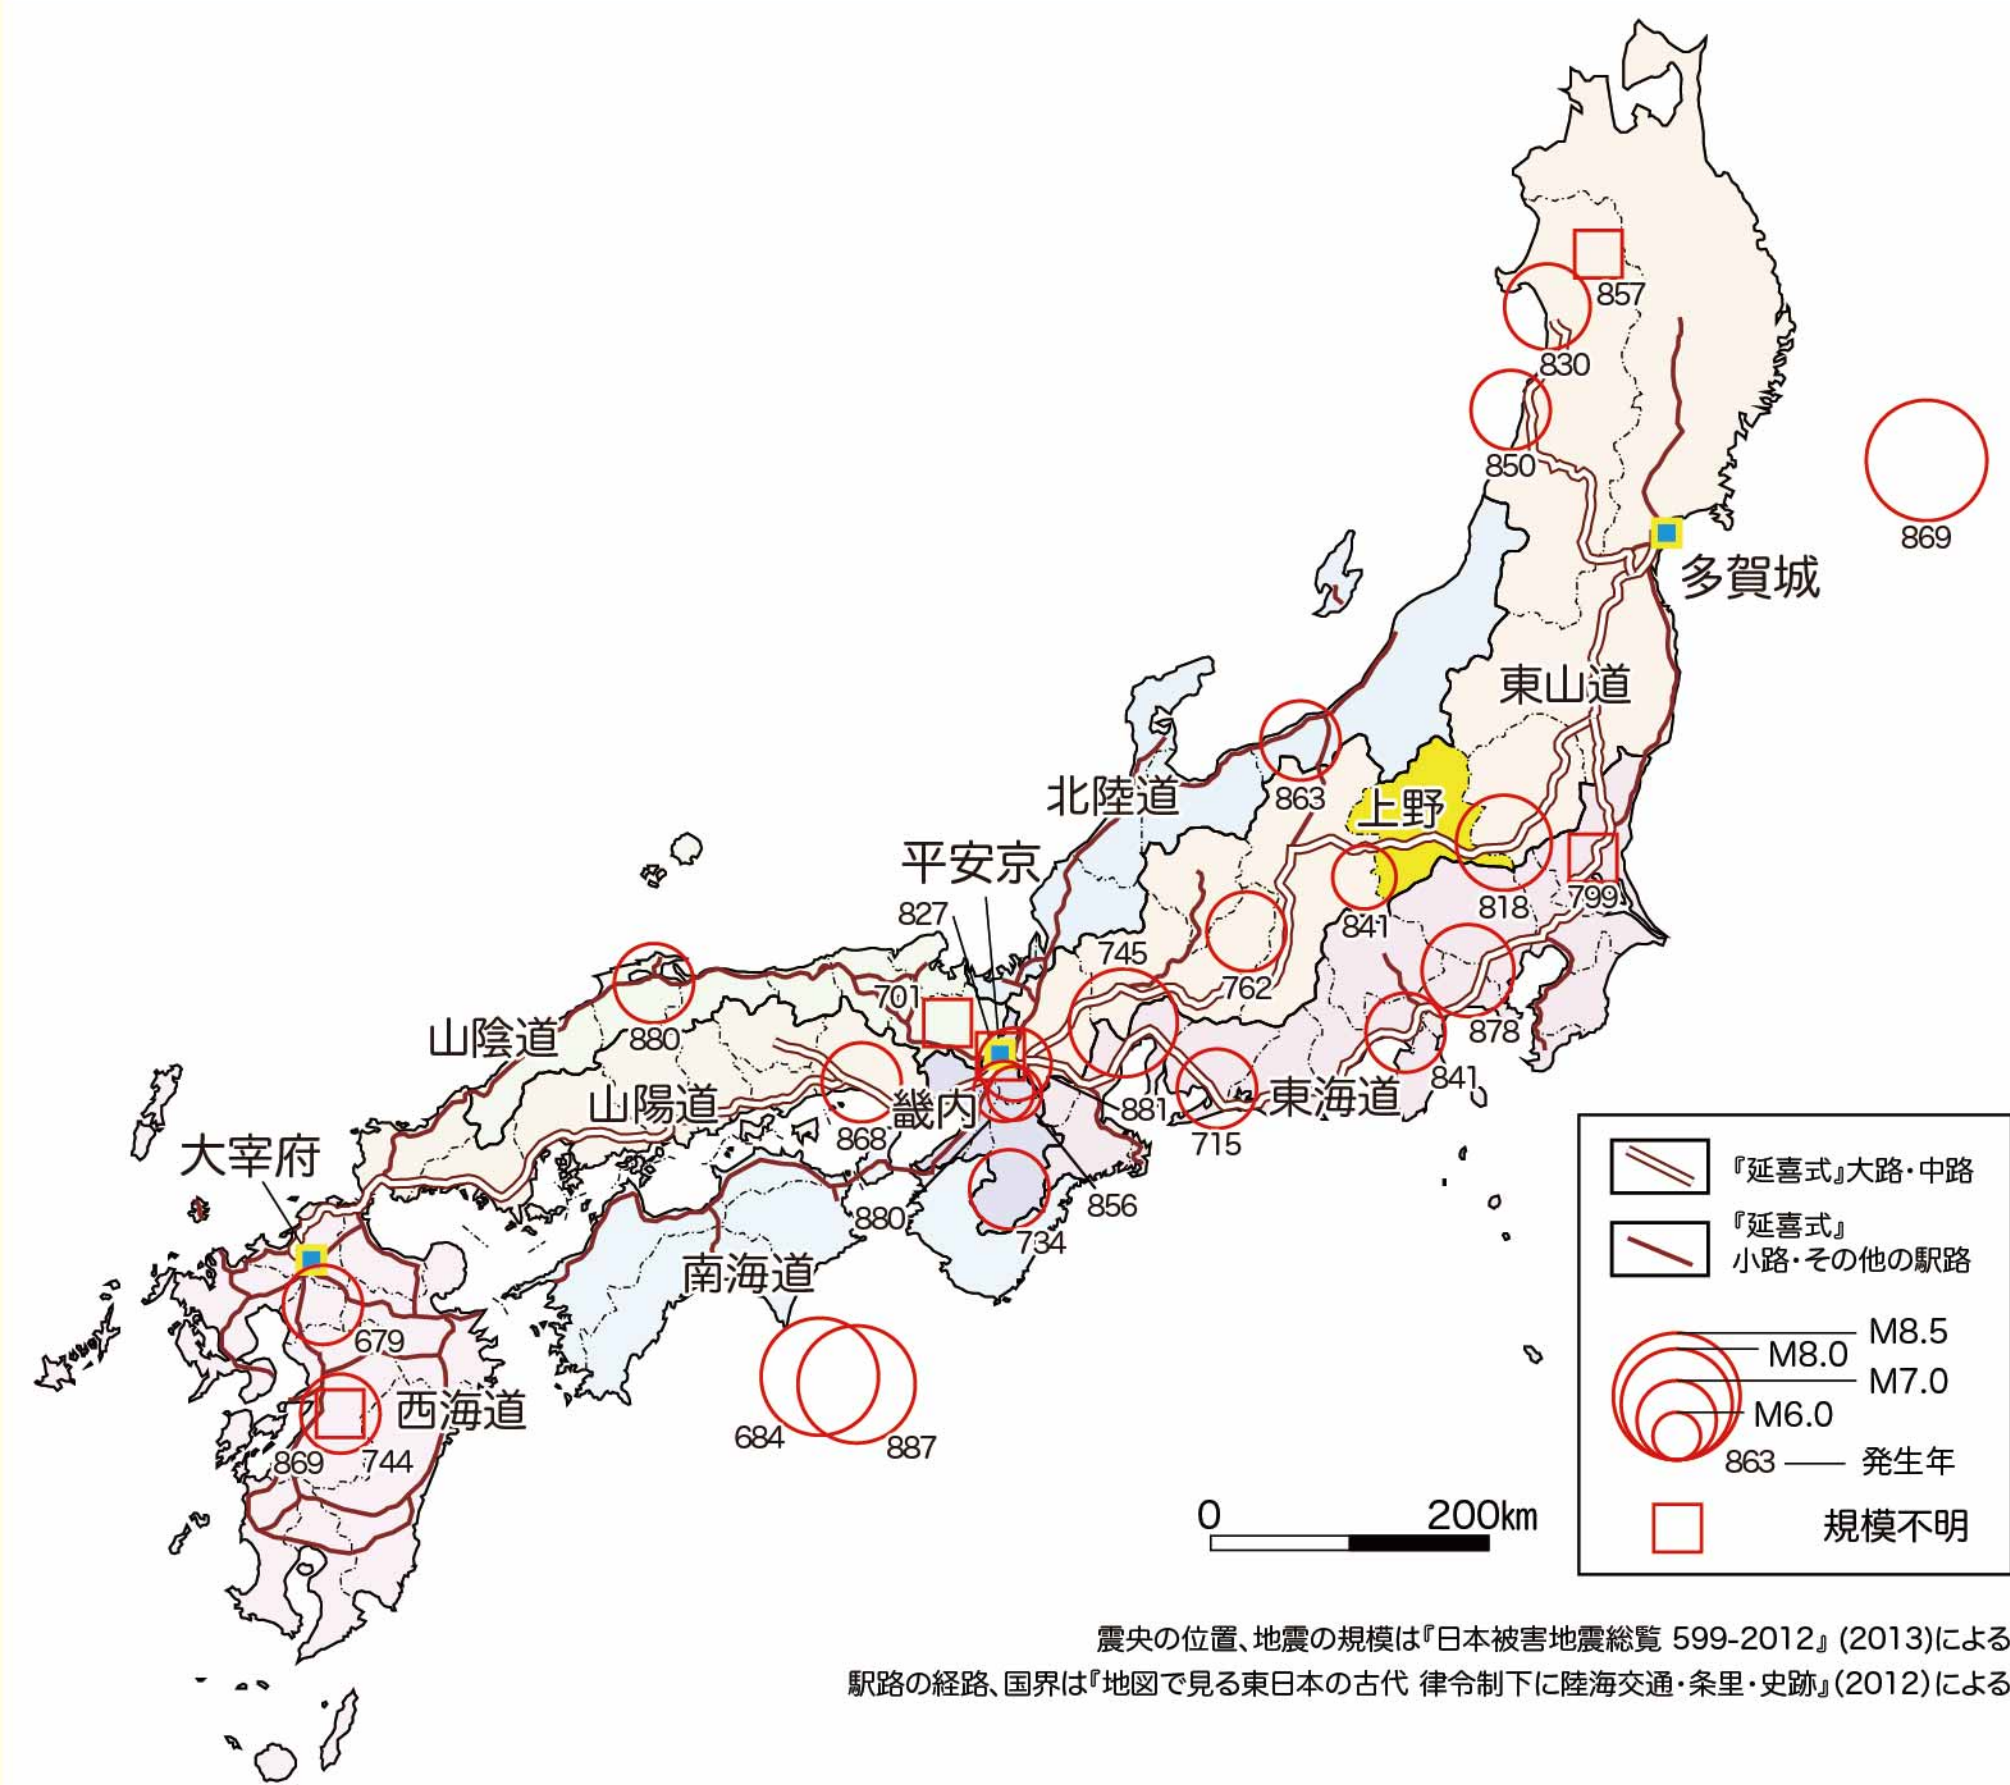 857
830
850
869
多賀城
東山道
北陸道
863
上野
平安京
827
841
818
799
745
762
701
878
山陰道
880
841
山陽道
畿内
881
東海道
868
715
大宰府
856
880
734
南海道
679
西海道
684
887
869
744
『延喜式』大路・中路
『延喜式』
小路・その他の駅路
M8.5
M8.0
M7.0
M6.0
863
発生年
規模不明
0
200km
震央の位置、地震の規模は『日本被害地震総覧 599-2012』(2013)による
駅路の経路、国界は『地図で見る東日本の古代 律令制下に陸海交通・条里・史跡』(2012)による